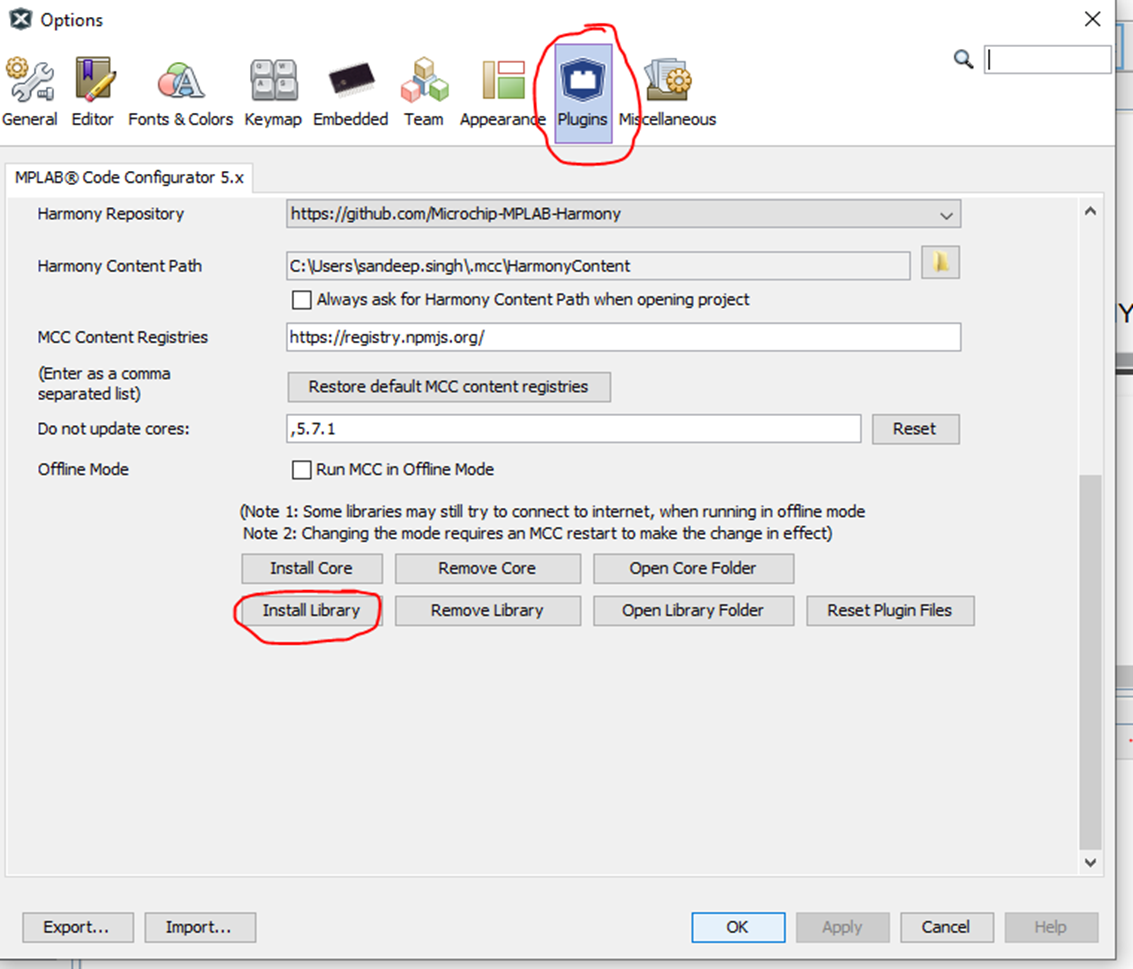 Options
General Editor Fonts & Colors Keymap Embedded Team Appearance Plugins Miscellaneous
MPLAB® Code Configurator 5.x
Harmony Repository https://github.com/Microchip-MPLAB-Harmony
Harmony Content Path C:\Users\sandeep.singh\.mcc\HarmonyContent
Always ask for Harmony Content Path when opening project
MCC Content Registries https://registry.npmjs.org/
(Enter as a comma
separated list) Restore default MCC content registries
Do not update cores: ,5.7.1 Reset
Offline Mode Run MCC in Offline Mode
(Note 1: Some libraries may still try to connect to internet, when running in offline mode
Note 2: Changing the mode requires an MCC restart to make the change in effect)
Install Core Remove Core Open Core Folder
Install Library Remove Library Open Library Folder Reset Plugin Files
Export... Import... OK Apply Cancel Help